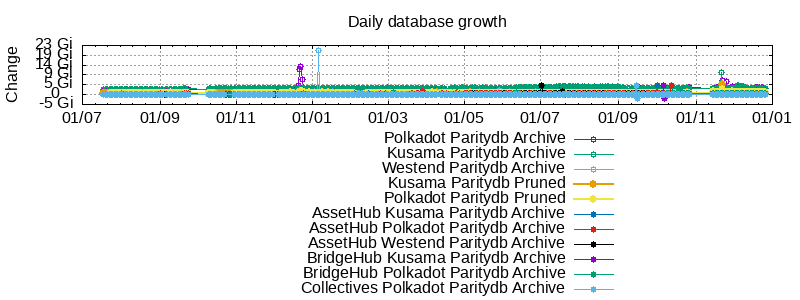 Daily database growth
Change
23 Gi
19 Gi
14 Gi
9 Gi
5 Gi
0
-5 Gi
01/07 01/09 01/11 01/01 01/03 01/05 01/07 01/09 01/11 01/01
Polkadot Paritydb Archive
Kusama Paritydb Archive
Westend Paritydb Archive
Kusama Paritydb Pruned
Polkadot Paritydb Pruned
AssetHub Kusama Paritydb Archive
AssetHub Polkadot Paritydb Archive
AssetHub Westend Paritydb Archive
BridgeHub Kusama Paritydb Archive
BridgeHub Polkadot Paritydb Archive
Collectives Polkadot Paritydb Archive